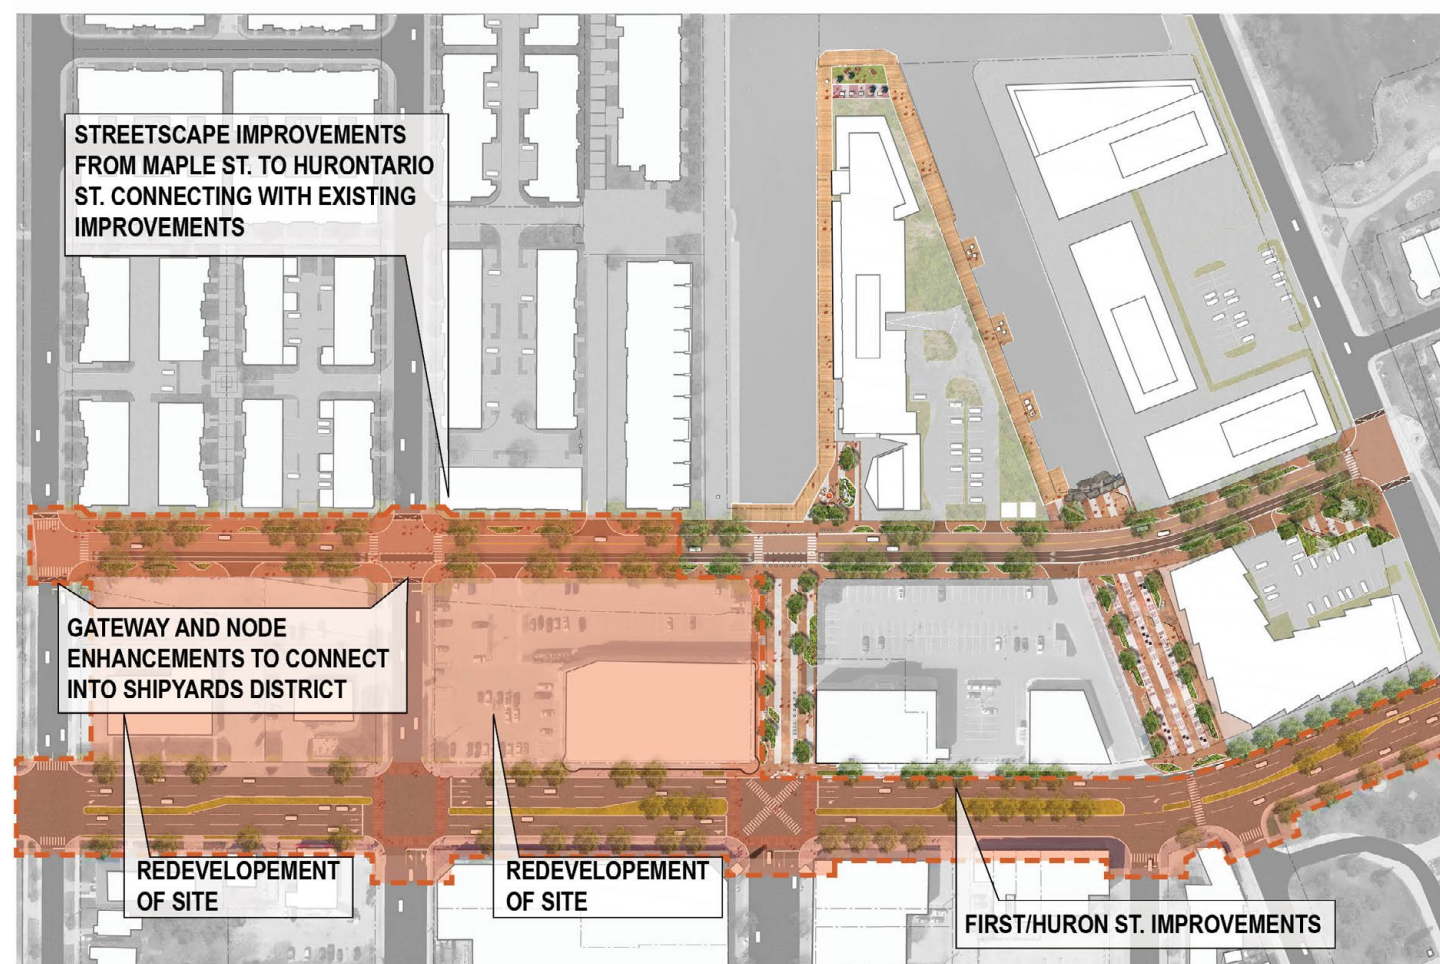 STREETSCAPE IMPROVEMENTS
FROM MAPLE ST. TO HURONTARIO
ST. CONNECTING WITH EXISTING
IMPROVEMENTS
GATEWAY AND NODE
ENHANCEMENTS TO CONNECT
INTO SHIPYARDS DISTRICT
REDEVELOPEMENT
OF SITE
REDEVELOPEMENT
OF SITE
FIRST/HURON ST. IMPROVEMENTS